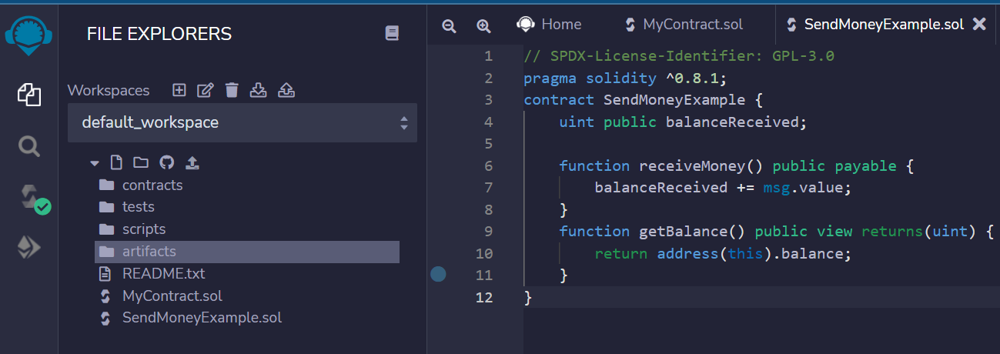 FILE EXPLORERS
Workspaces
default_workspace
contracts
tests
scripts
artifacts
README.txt
MyContract.sol
SendMoneyExample.sol
Home MyContract.sol SendMoneyExample.sol
1 // SPDX-License-Identifier: GPL-3.0
2 pragma solidity ^0.8.1;
3 contract SendMoneyExample {
4 uint public balanceReceived;
5
6 function receiveMoney() public payable {
7 balanceReceived += msg.value;
8 }
9 function getBalance() public view returns(uint) {
10 return address(this).balance;
11 }
12 }